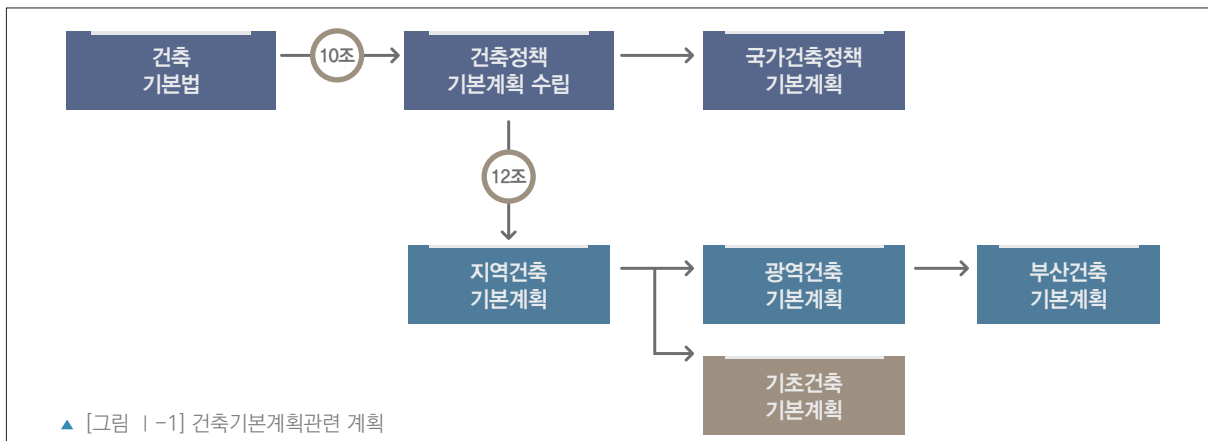 건축
기본법
10조
건축정책
기본계획 수립
국가건축정책
기본계획
12조
지역건축
기본계획
광역건축
기본계획
부산건축
기본계획
기초건축
기본계획
▲ [그림 Ⅰ-1] 건축기본계획관련 계획